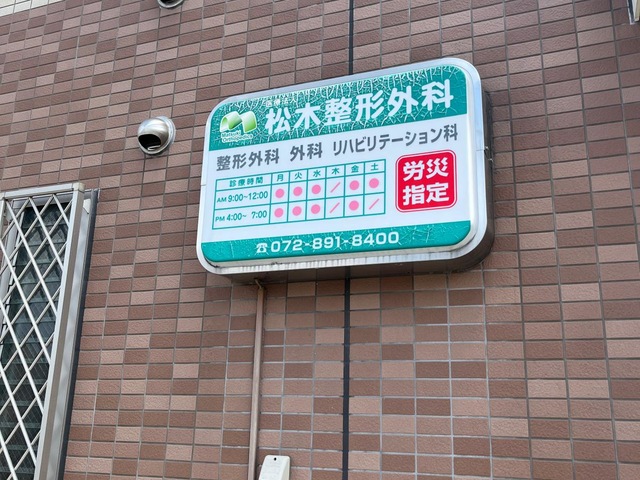 医療法人
松木整形外科
整形外科 外科 リハビリテーション科
診療時間 月 火 水 木 金 土
AM 9:00~12:00 ● ● ● / ● ●
PM 4:00~ 7:00 ● ● ● / ● /
労災
指定
☎072-891-8400